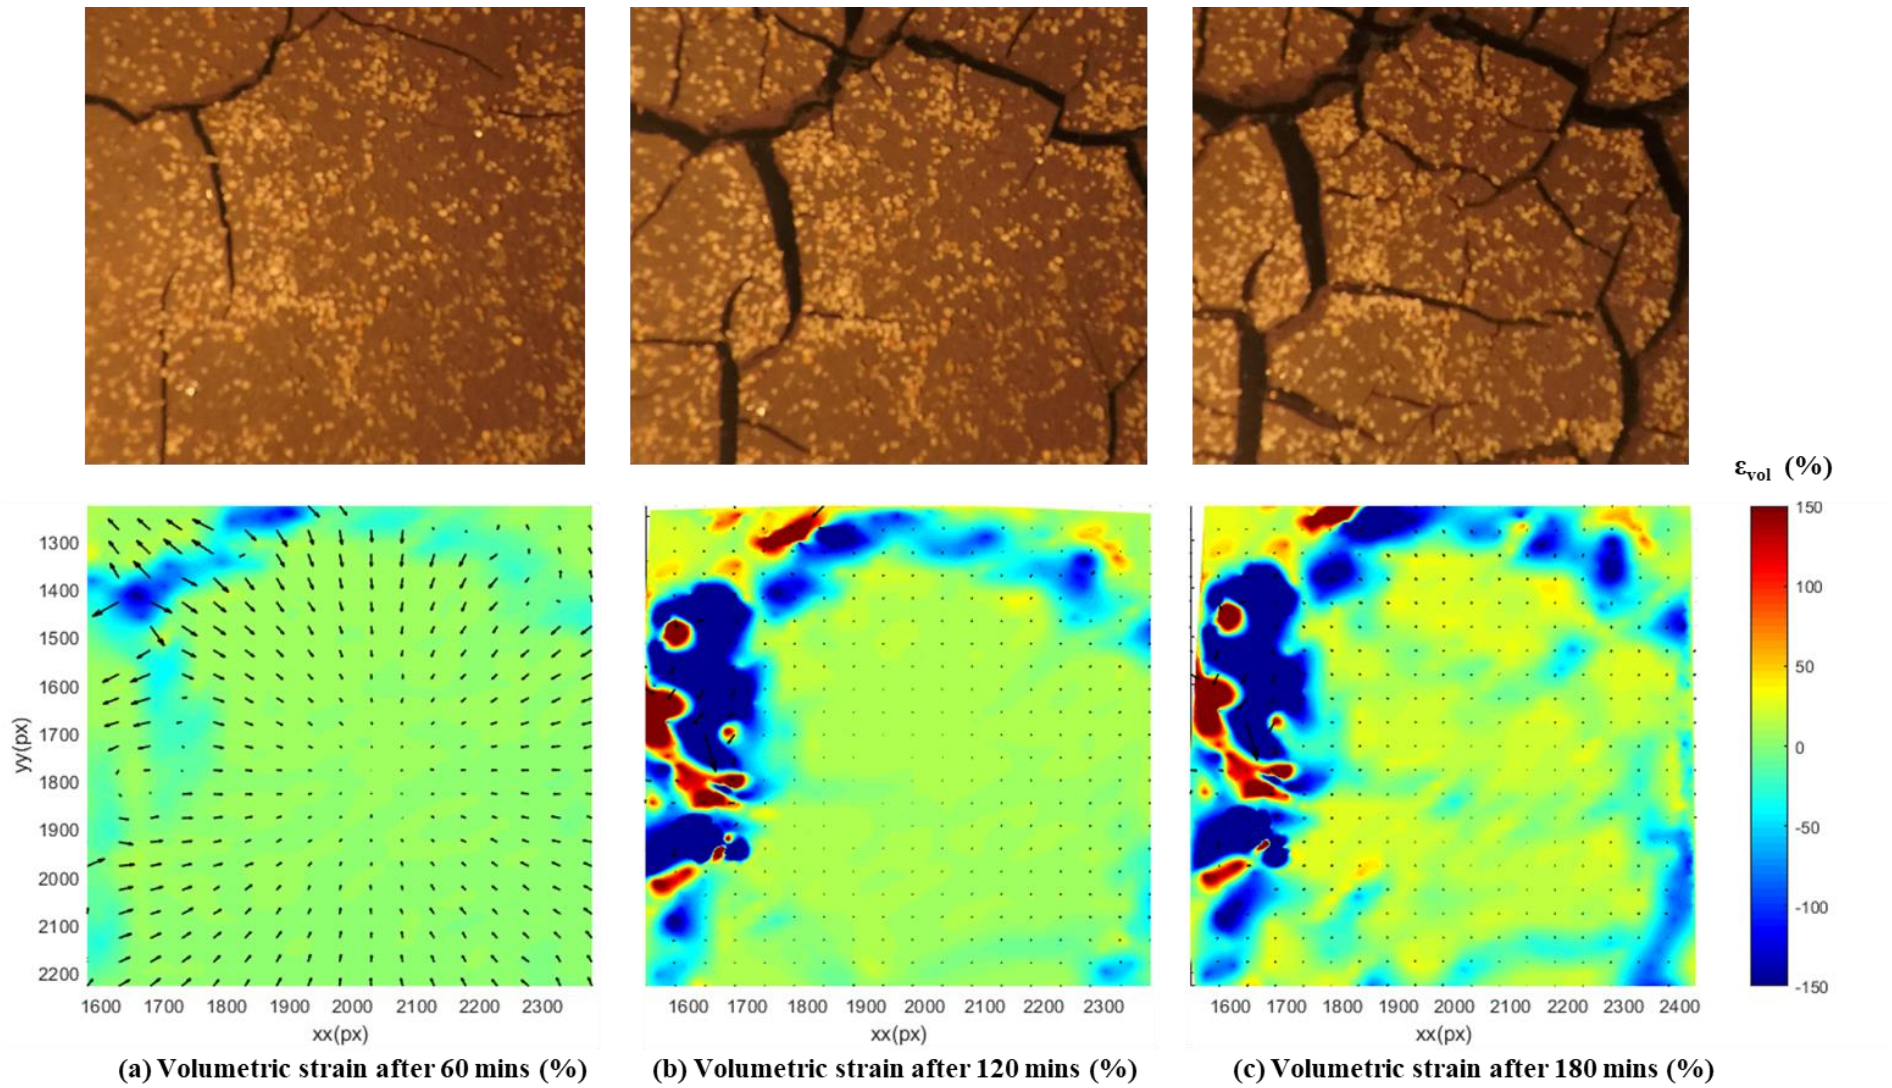 ε_vol (%)
1300
1400
1500
1600
1700
1800
1900
2000
2100
2200
yy(px)
1600 1700 1800 1900 2000 2100 2200 2300
xx(px)
1600 1700 1800 1900 2000 2100 2200 2300
xx(px)
1600 1700 1800 1900 2000 2100 2200 2300 2400
xx(px)
150
100
50
0
-50
-100
-150
(a) Volumetric strain after 60 mins (%)
(b) Volumetric strain after 120 mins (%)
(c) Volumetric strain after 180 mins (%)